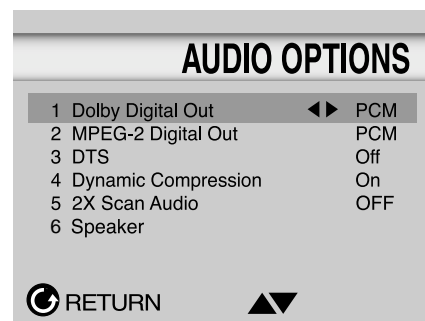 AUDIO OPTIONS
1 Dolby Digital Out ◀▶ PCM
2 MPEG-2 Digital Out PCM
3 DTS Off
4 Dynamic Compression On
5 2X Scan Audio OFF
6 Speaker
RETURN ▲▼